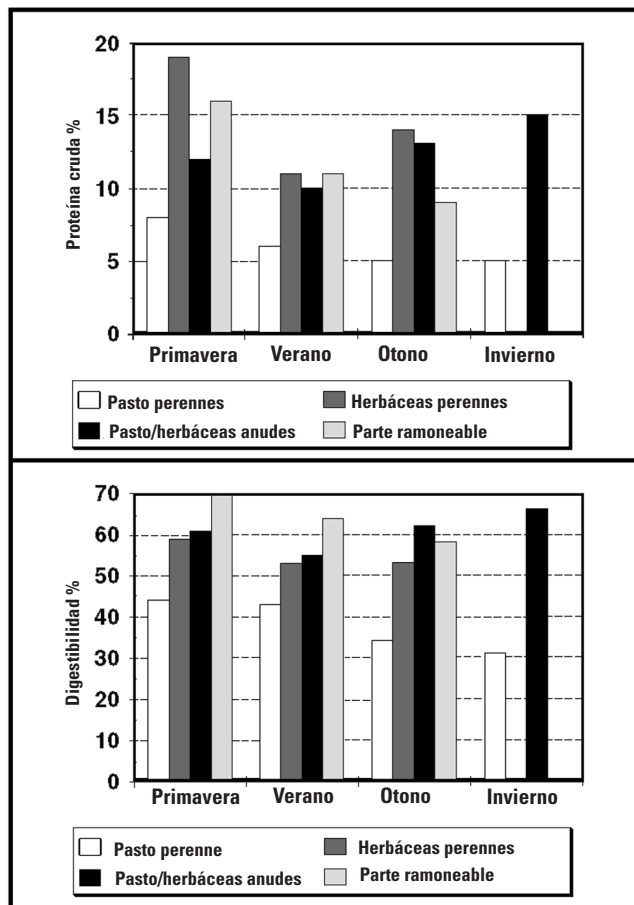 20
15
10
5
0
Proteína cruda %
Primavera Verano Otono Invierno
Pasto perennes Herbáceas perennes
Pasto/herbáceas anudes Parte ramoneable
70
60
50
40
30
20
10
0
Digestibilidad %
Primavera Verano Otono Invierno
Pasto perenne Herbáceas perennes
Pasto/herbáceas anudes Parte ramoneable